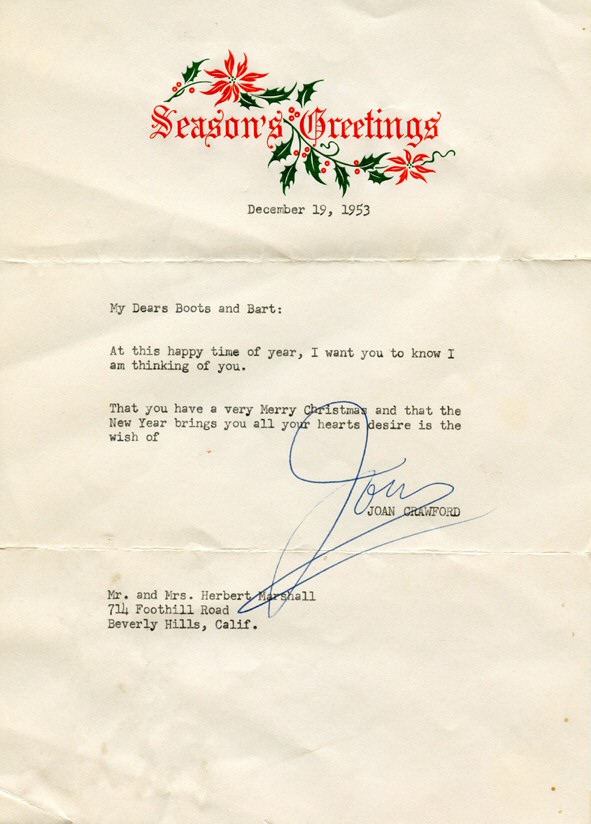 Season's Greetings
December 19, 1953
My Dears Boots and Bart:
At this happy time of year, I want you to know I
am thinking of you.
That you have a very Merry Christmas and that the
New Year brings you all your hearts desire is the
wish of
Joan
JOAN CRAWFORD
Mr. and Mrs. Herbert Marshall
714 Foothill Road
Beverly Hills, Calif.